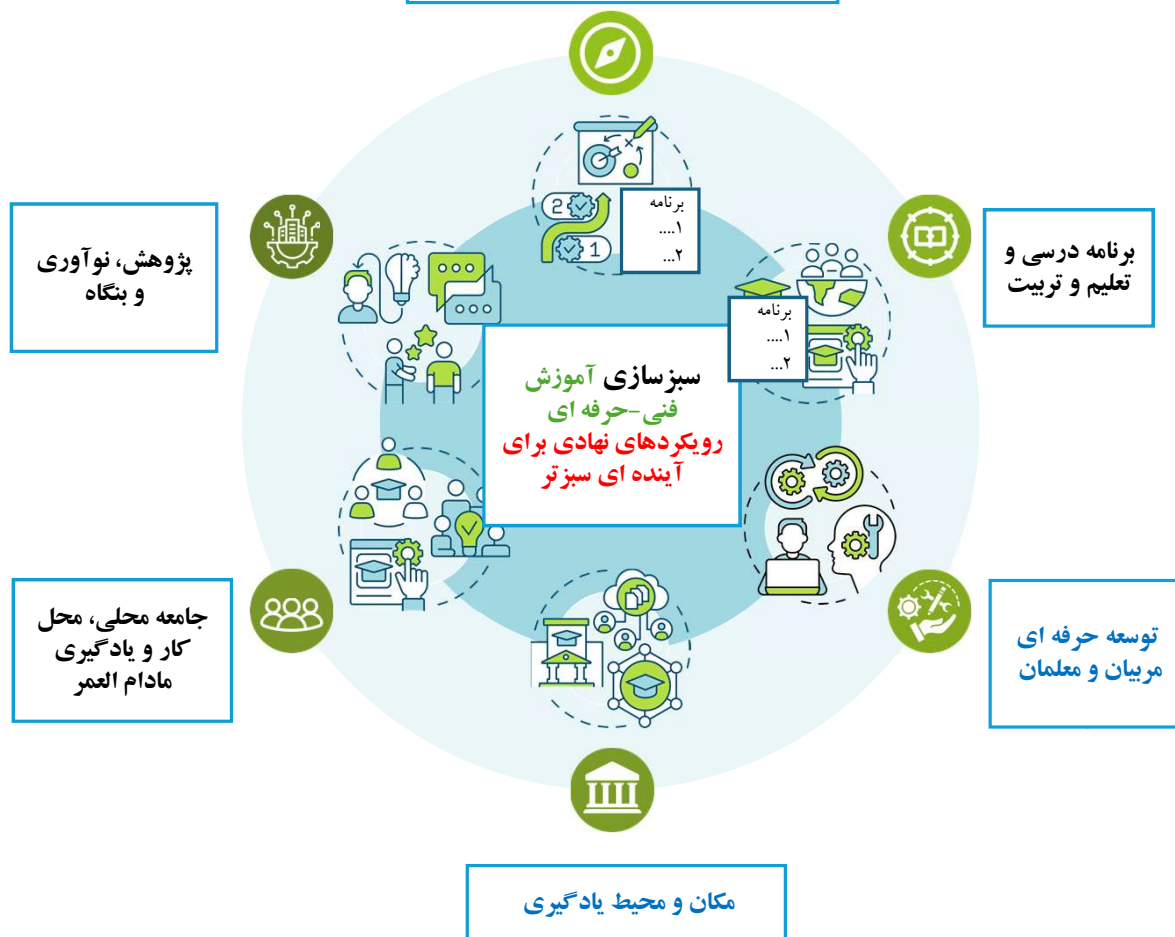 برنامه
۱....
۲...
2
1
برنامه درسی و
تعلیم و تربیت
پژوهش، نوآوری
و بنگاه
برنامه
۱....
۲...
سبزسازی آموزش
فنی-حرفه ای
رویکردهای نهادی برای
آینده ای سبزتر
توسعه حرفه ای
مربیان و معلمان
جامعه محلی، محل
کار و یادگیری
مادام العمر
مکان و محیط یادگیری